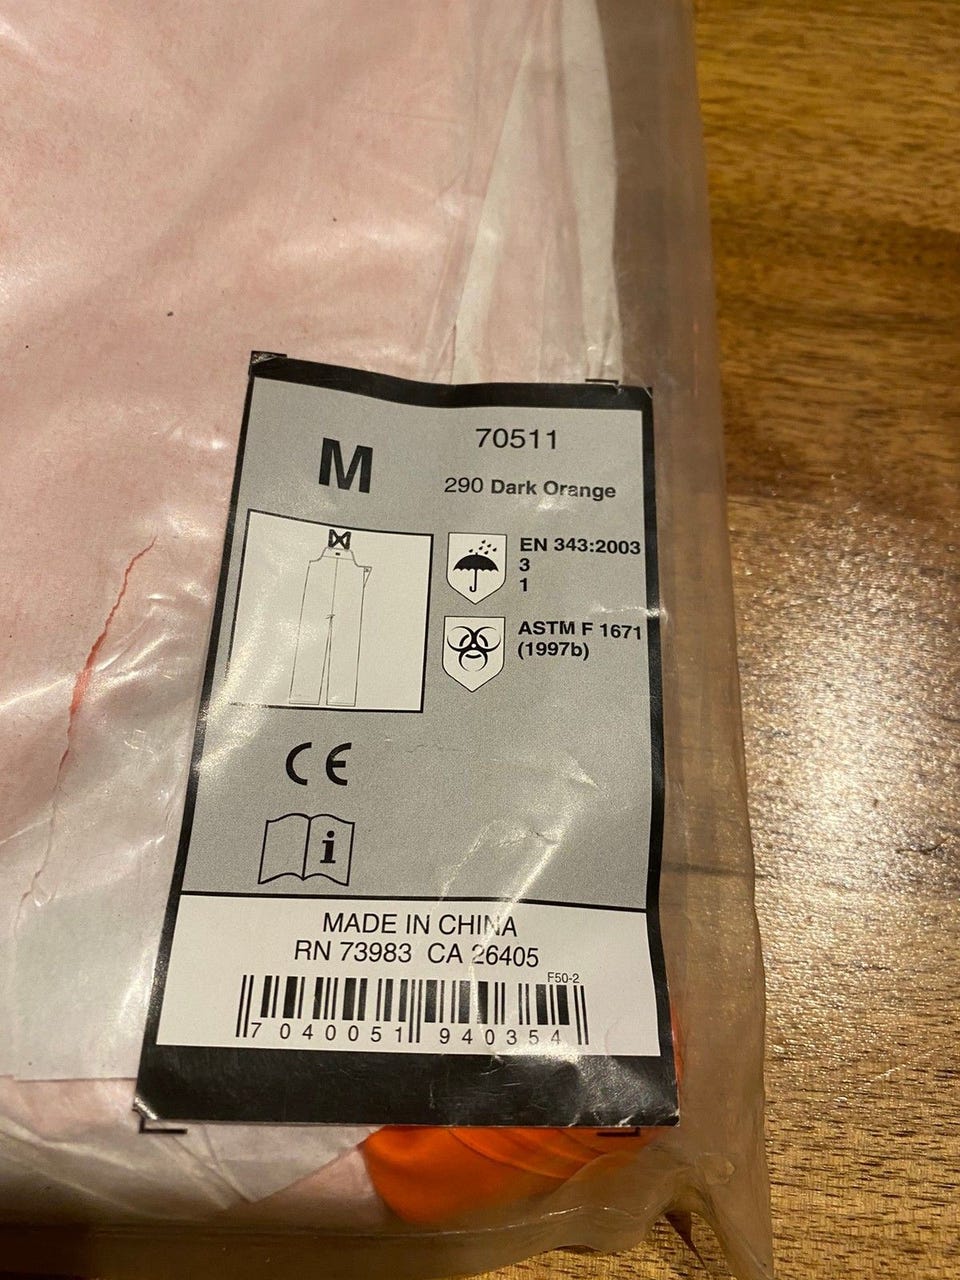 M
70511
290 Dark Orange
EN 343:2003
3
1
ASTM F 1671
(1997b)
CE
i
MADE IN CHINA
RN 73983 CA 26405
F50-2
7 040051 940354